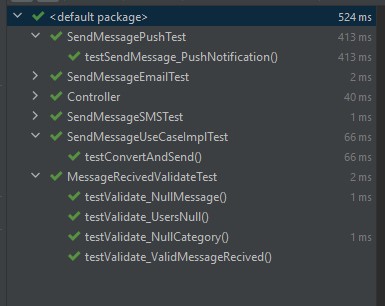 <default package> 524 ms
SendMessagePushTest 413 ms
testSendMessage_PushNotification() 413 ms
SendMessageEmailTest 2 ms
Controller 40 ms
SendMessageSMSTest 1 ms
SendMessageUseCaseImplTest 66 ms
testConvertAndSend() 66 ms
MessageRecivedValidateTest 2 ms
testValidate_NullMessage() 1 ms
testValidate_UsersNull()
testValidate_NullCategory() 1 ms
testValidate_ValidMessageRecived()